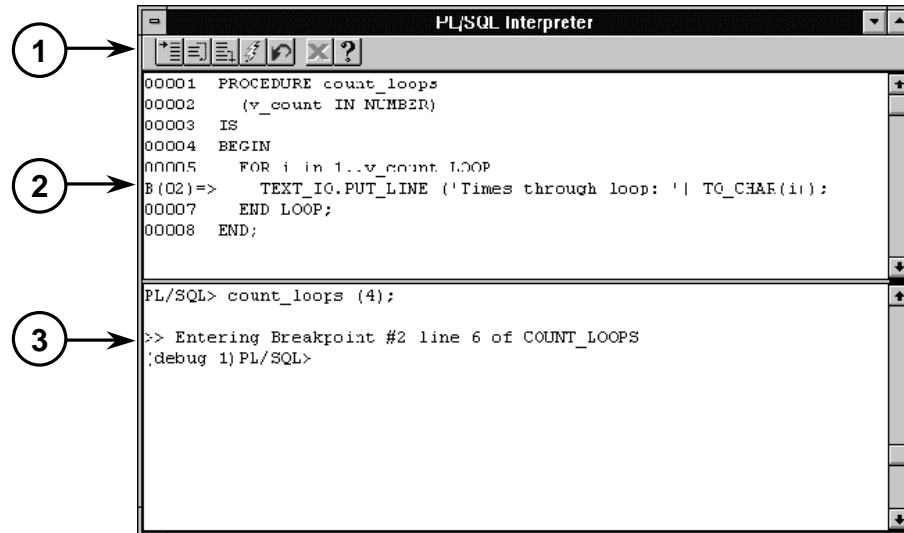 PL/SQL Interpreter
1
?
00001 PROCEDURE count_loops
00002 (v_count IN NUMBER)
00003 IS
00004 BEGIN
00005 FOR i in 1..v_count LOOP
2
B(02)=> TEXT_IO.PUT_LINE ('Times through loop: '| TO_CHAR(i));
00007 END LOOP;
00008 END;
PL/SQL> count_loops (4);
3
>> Entering Breakpoint #2 line 6 of COUNT_LOOPS
(debug 1)PL/SQL>